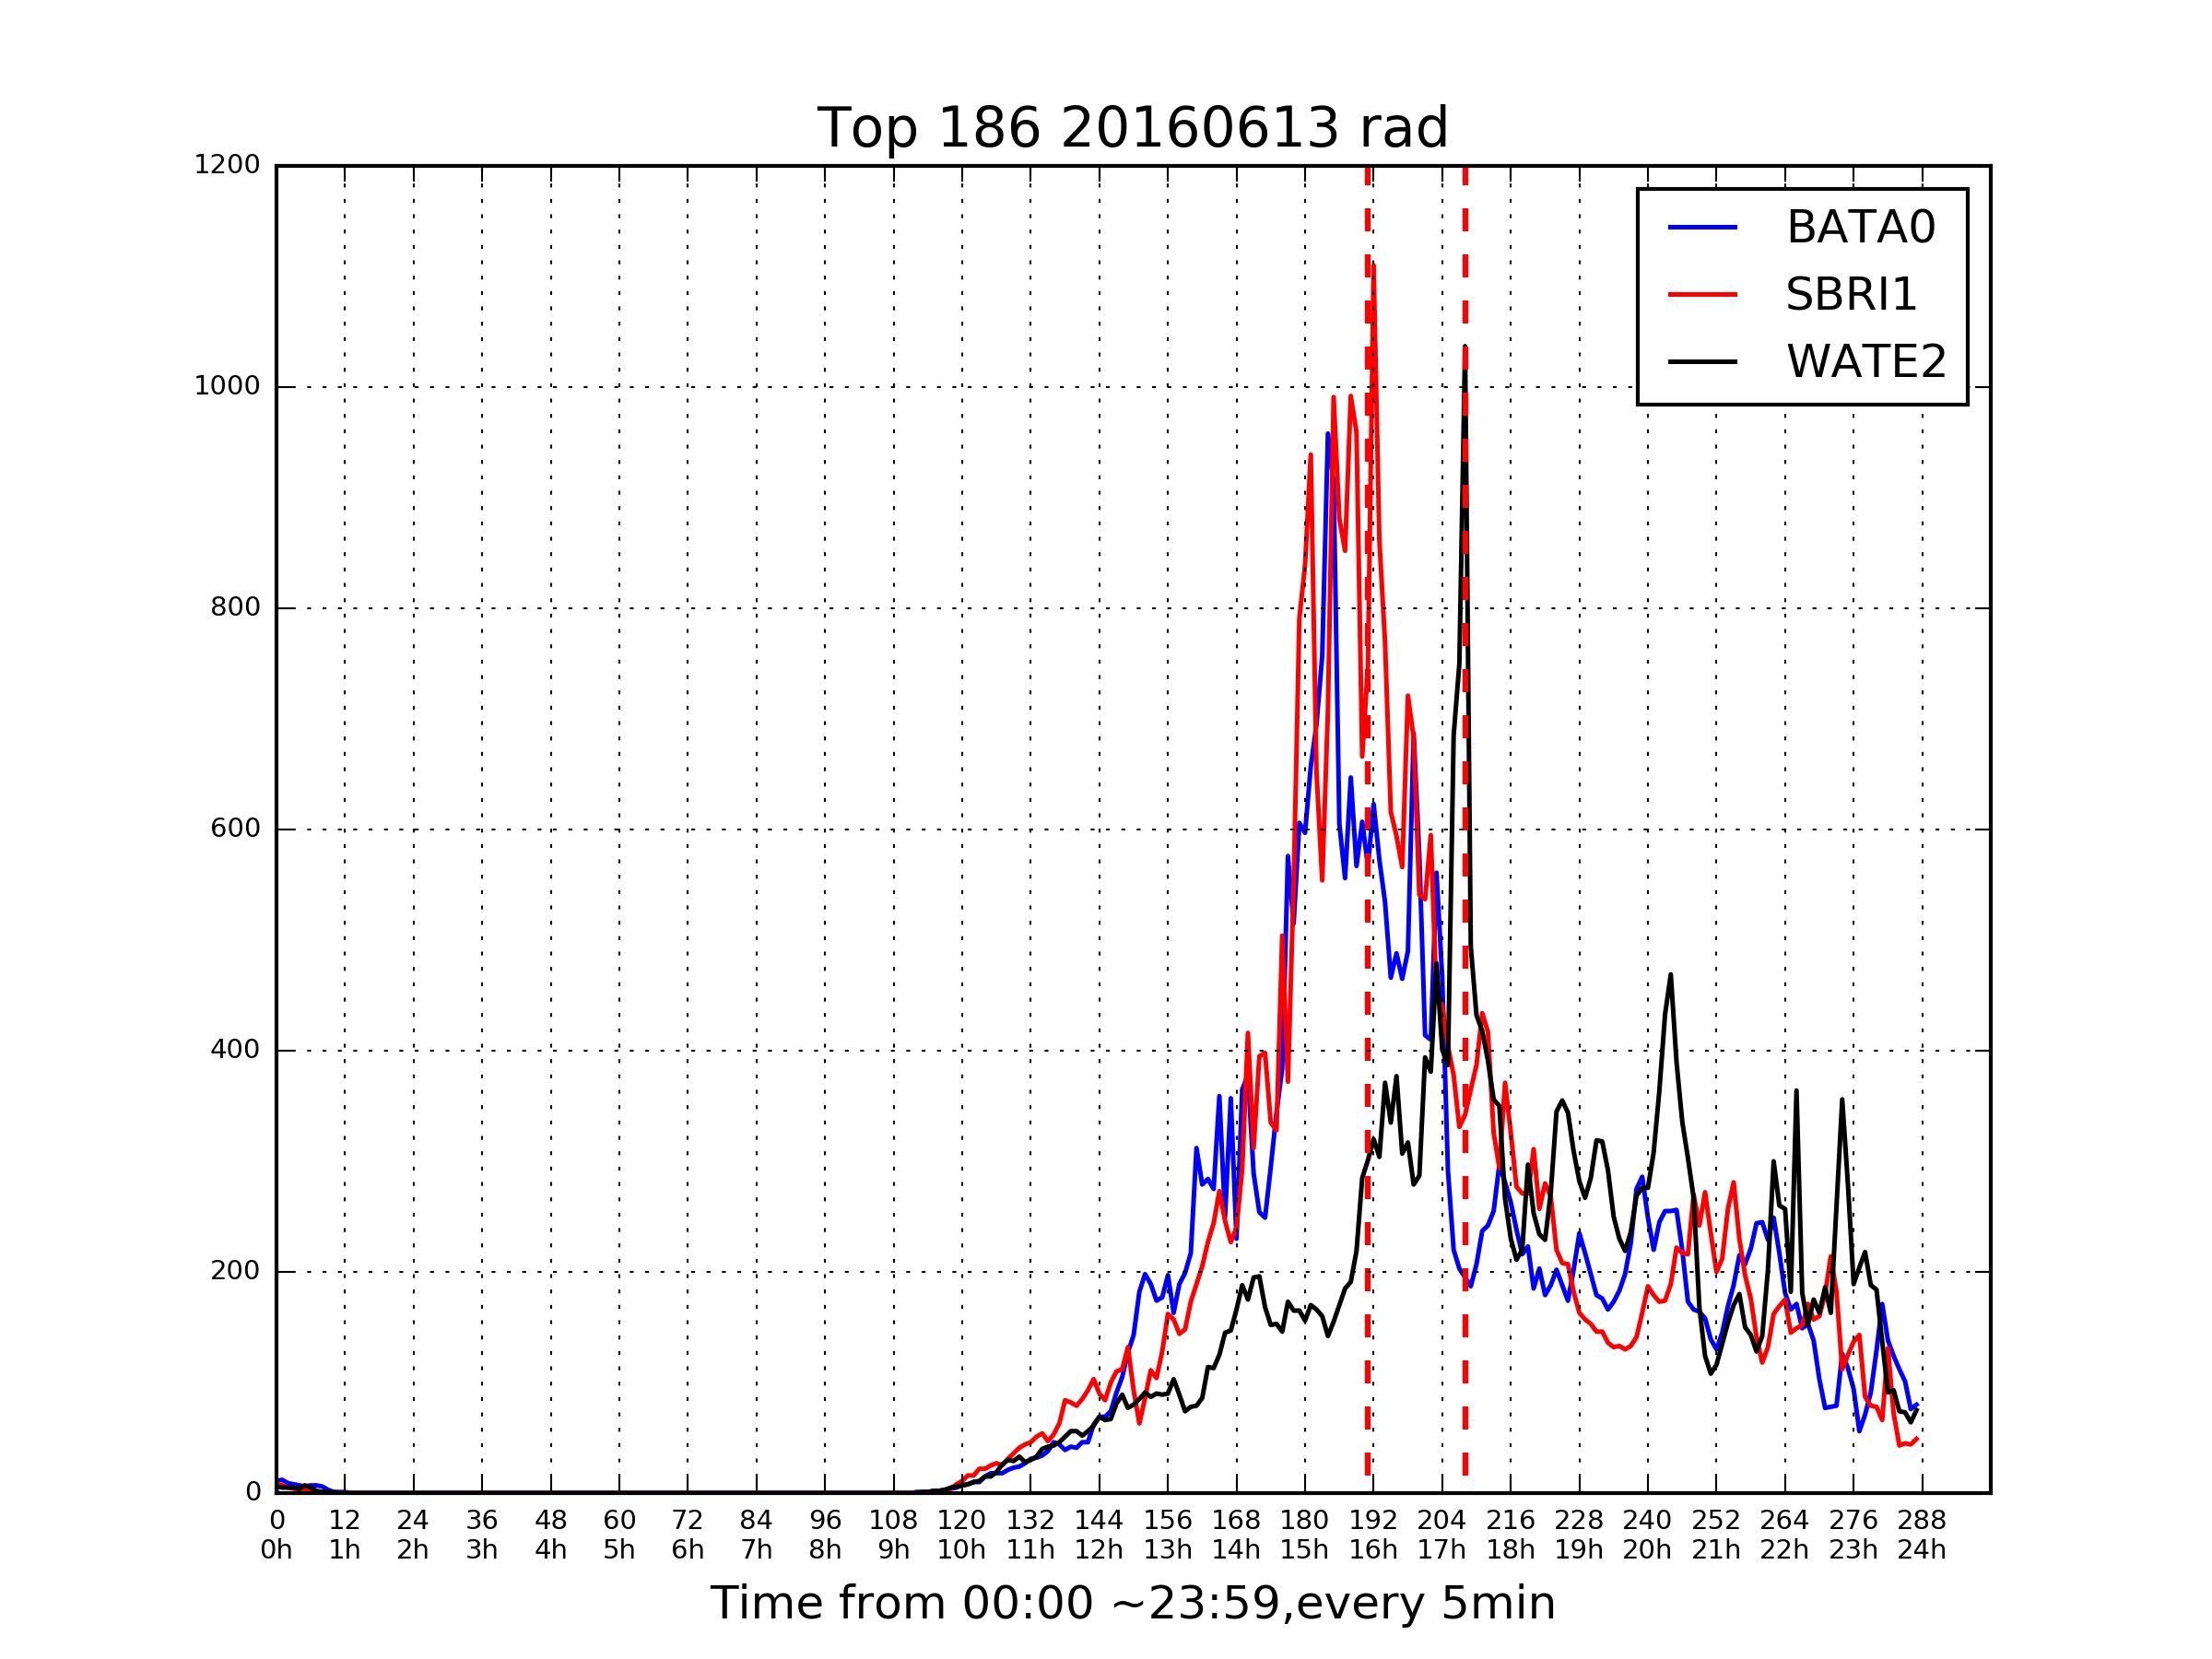 Top 186 20160613 rad
1200
1000
800
600
400
200
0
BATA0
SBRI1
WATE2
0 12 24 36 48 60 72 84 96 108 120 132 144 156 168 180 192 204 216 228 240 252 264 276 288
0h 1h 2h 3h 4h 5h 6h 7h 8h 9h 10h 11h 12h 13h 14h 15h 16h 17h 18h 19h 20h 21h 22h 23h 24h
Time from 00:00 ~23:59,every 5min